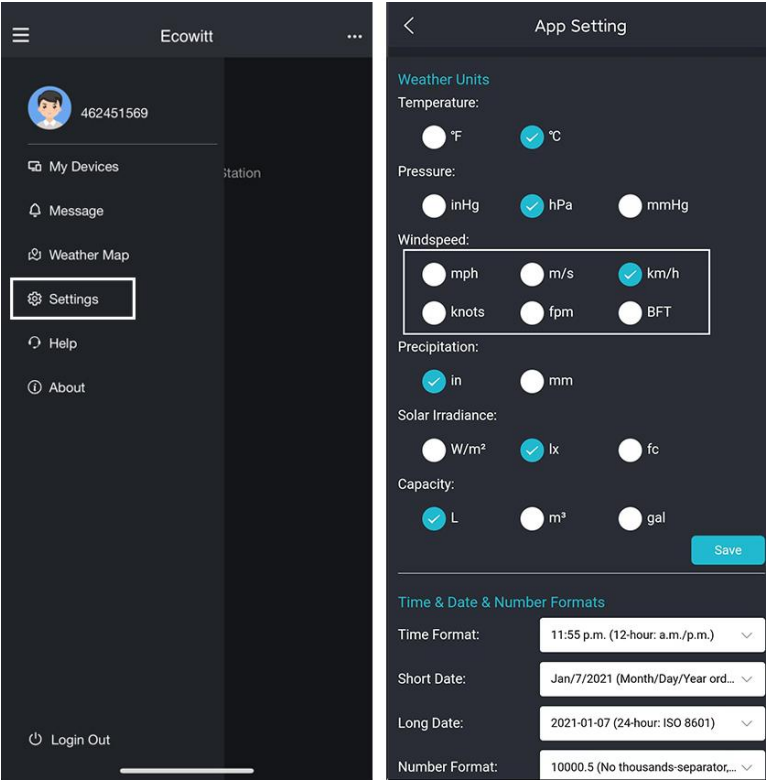 Ecowitt
...
462451569
My Devices
Station
Message
Weather Map
Settings
Help
About
Login Out
App Setting
Weather Units
Temperature:
°F °C
Pressure:
inHg hPa mmHg
Windspeed:
mph m/s km/h
knots fpm BFT
Precipitation:
in mm
Solar Irradiance:
W/m² lx fc
Capacity:
L m³ gal
Save
Time & Date & Number Formats
Time Format: 11:55 p.m. (12-hour: a.m./p.m.)
Short Date: Jan/7/2021 (Month/Day/Year ord...
Long Date: 2021-01-07 (24-hour: ISO 8601)
Number Format: 10000.5 (No thousands-separator,...